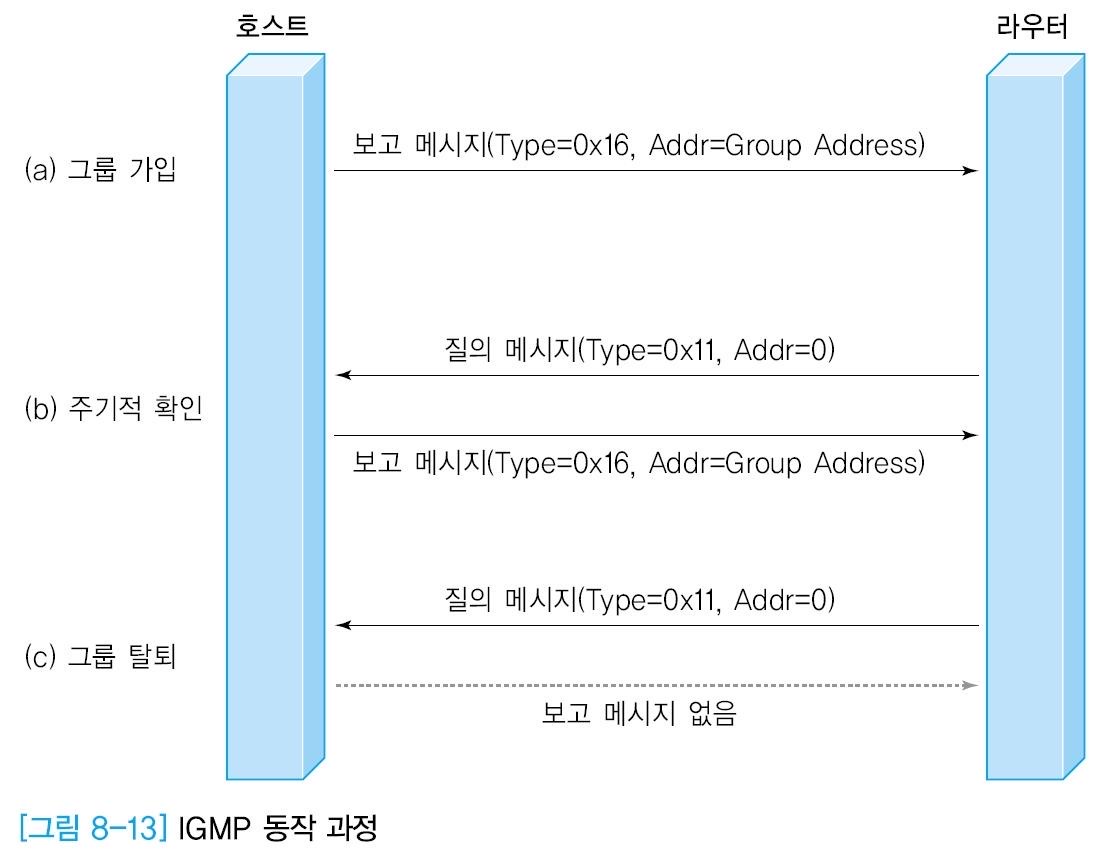 호스트
라우터
보고 메시지(Type=0x16, Addr=Group Address)
(a) 그룹 가입
질의 메시지(Type=0x11, Addr=0)
(b) 주기적 확인
보고 메시지(Type=0x16, Addr=Group Address)
질의 메시지(Type=0x11, Addr=0)
(c) 그룹 탈퇴
보고 메시지 없음
[그림 8-13] IGMP 동작 과정